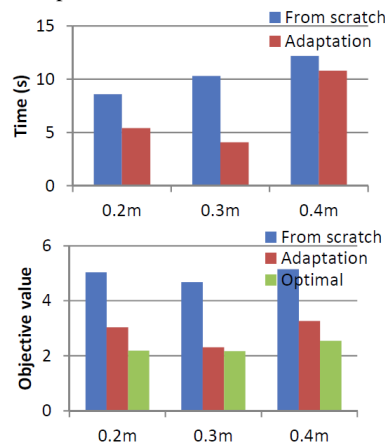 15
From scratch
Adaptation
10
Time (s)
5
0
0.2m 0.3m 0.4m
6
From scratch
Adaptation
Optimal
4
Objective value
2
0
0.2m 0.3m 0.4m